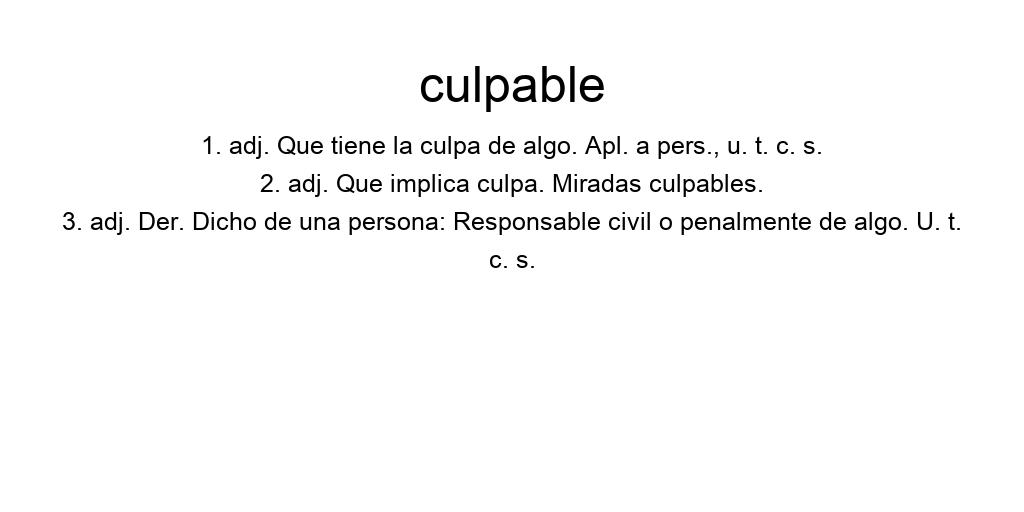 culpable
1. adj. Que tiene la culpa de algo. Apl. a pers., u. t. c. s.
2. adj. Que implica culpa. Miradas culpables.
3. adj. Der. Dicho de una persona: Responsable civil o penalmente de algo. U. t.
c. s.